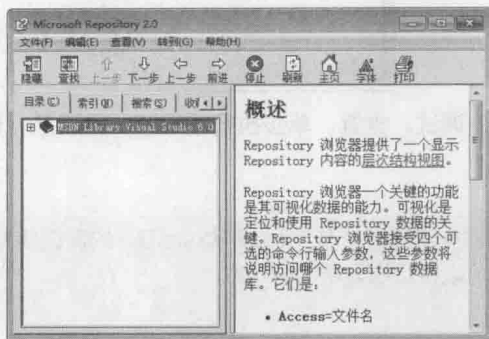 Microsoft Repository 2.0
文件(F) 编辑(E) 查看(V) 转到(G) 帮助(H)
隐藏 查找 上一步 下一步 上一步 前进 停止 刷新 主页 字体 打印
目录(C) 索引(N) 搜索(S)
MSDN Library Visual Studio 6.0
概述
Repository 浏览器提供了一个显示
Repository 内容的层次结构视图。
Repository 浏览器一个关键的功能
是其可视化数据的能力。可视化是
定位和使用 Repository 数据的关
键。Repository 浏览器接受四个可
选的命令行输入参数，这些参数将
说明访问哪个 Repository 数据
库。它们是：
• Access=文件名